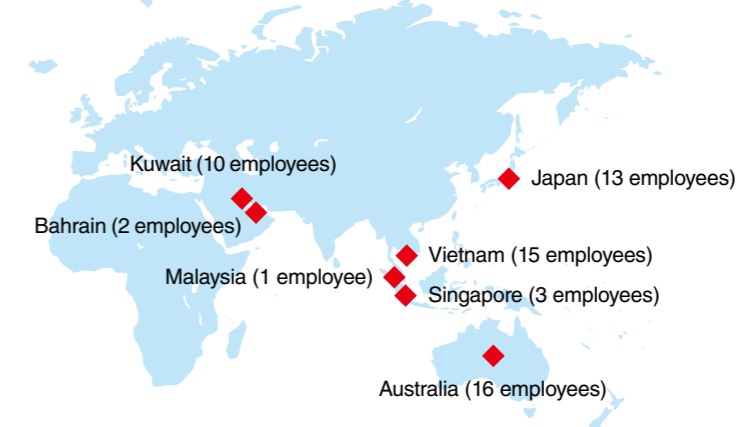 Kuwait (10 employees)
Japan (13 employees)
Bahrain (2 employees)
Vietnam (15 employees)
Malaysia (1 employee)
Singapore (3 employees)
Australia (16 employees)